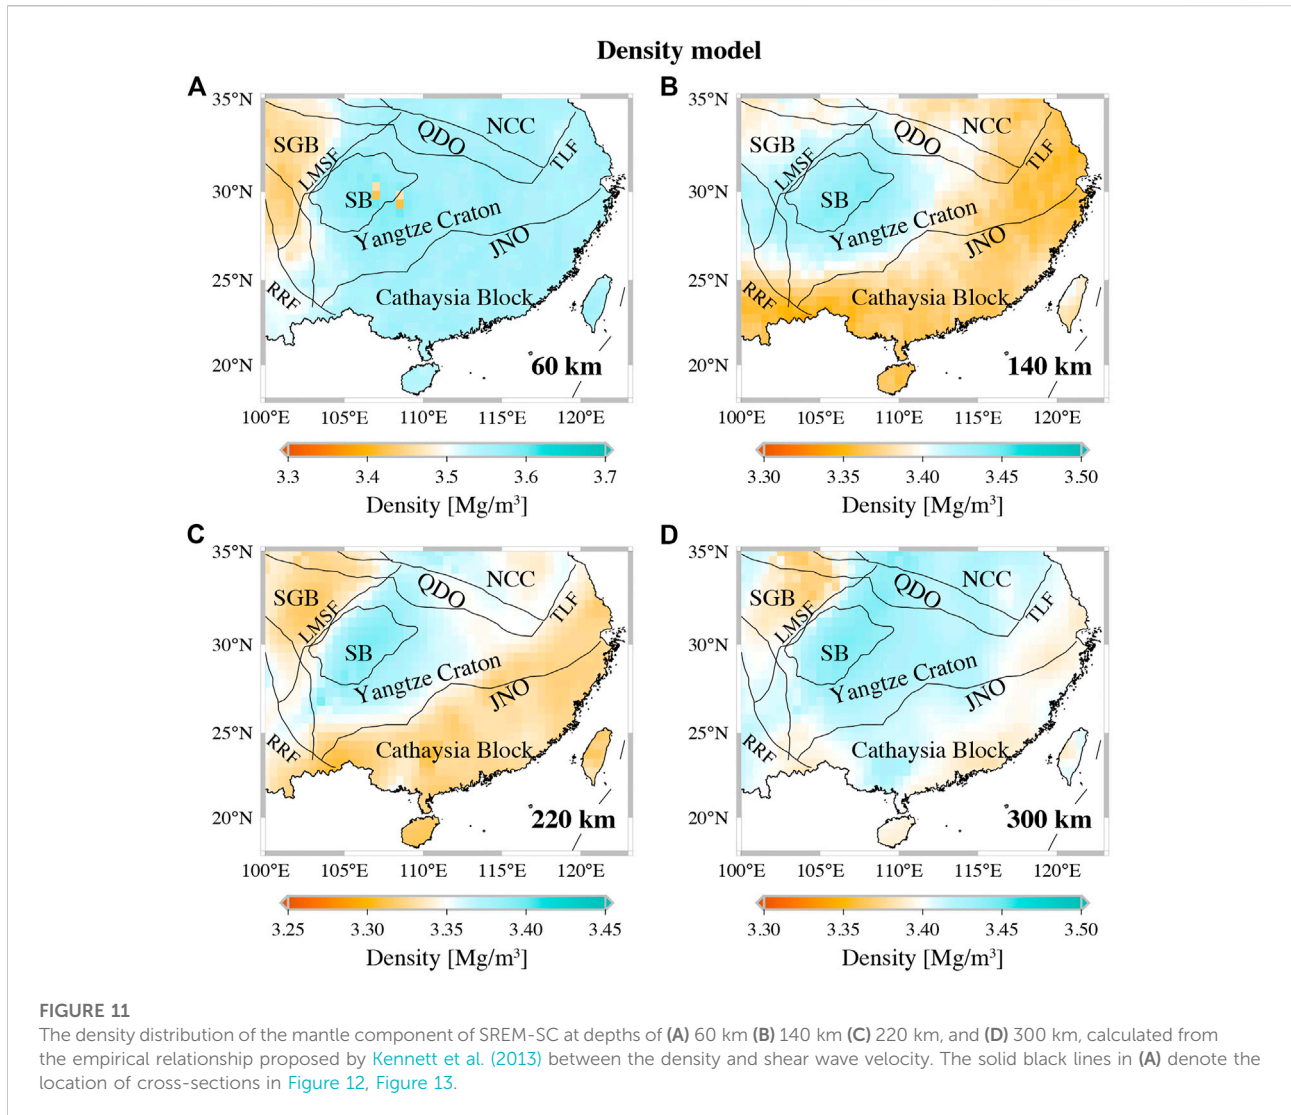 Density model
A
35°N
30°N
25°N
20°N
SGB
LMSF
QDO
NCC
TLF
SB
Yangtze Craton
JNO
RRF
Cathaysia Block
60 km
100°E 105°E 110°E 115°E 120°E
3.3 3.4 3.5 3.6 3.7
Density [Mg/m³]
B
35°N
30°N
25°N
20°N
SGB
LMSF
QDO
NCC
TLF
SB
Yangtze Craton
JNO
RRF
Cathaysia Block
140 km
100°E 105°E 110°E 115°E 120°E
3.30 3.35 3.40 3.45 3.50
Density [Mg/m³]
C
35°N
30°N
25°N
20°N
SGB
LMSF
QDO
NCC
TLF
SB
Yangtze Craton
JNO
RRF
Cathaysia Block
220 km
100°E 105°E 110°E 115°E 120°E
3.25 3.30 3.35 3.40 3.45
Density [Mg/m³]
D
35°N
30°N
25°N
20°N
SGB
LMSF
QDO
NCC
TLF
SB
Yangtze Craton
JNO
RRF
Cathaysia Block
300 km
100°E 105°E 110°E 115°E 120°E
3.30 3.35 3.40 3.45 3.50
Density [Mg/m³]
FIGURE 11
The density distribution of the mantle component of SREM-SC at depths of (A) 60 km (B) 140 km (C) 220 km, and (D) 300 km, calculated from
the empirical relationship proposed by Kennett et al. (2013) between the density and shear wave velocity. The solid black lines in (A) denote the
location of cross-sections in Figure 12, Figure 13.